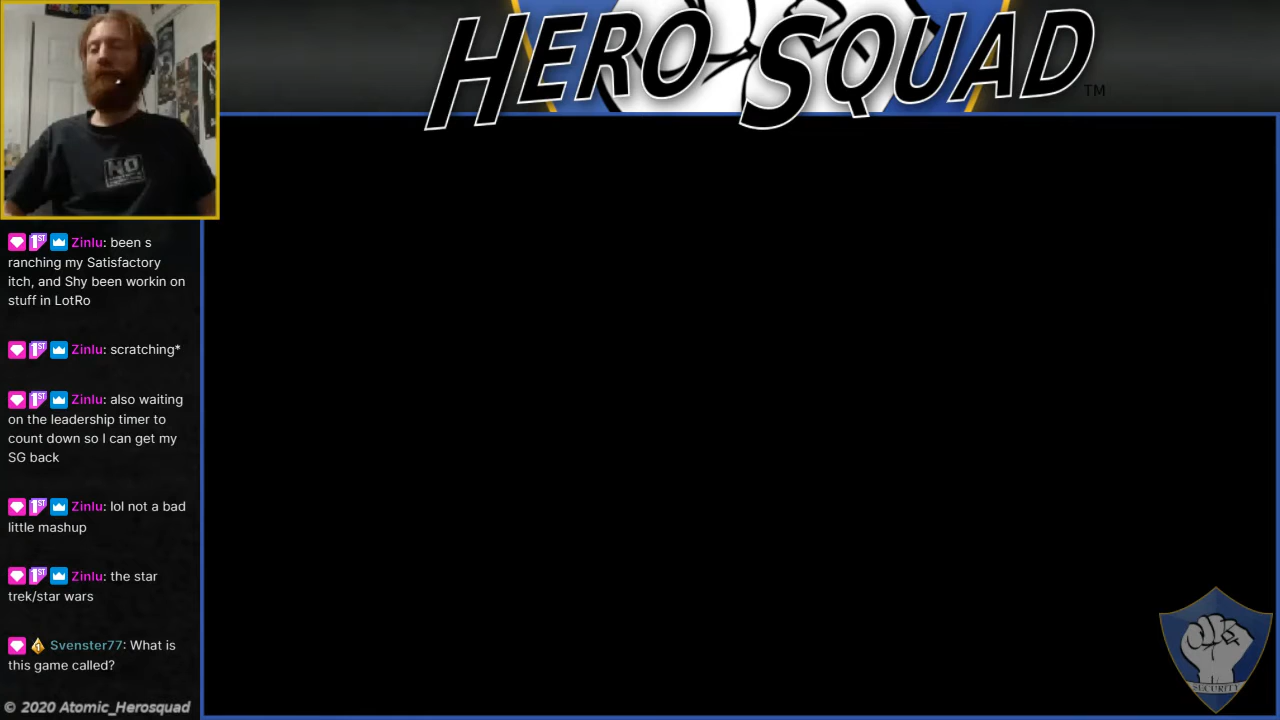 HERO SQUAD
TM
NO
Zinlu: been s
ranching my Satisfactory
itch, and Shy been workin on
stuff in LotRo
Zinlu: scratching*
Zinlu: also waiting
on the leadership timer to
count down so I can get my
SG back
Zinlu: lol not a bad
little mashup
Zinlu: the star
trek/star wars
Svenster77: What is
this game called?
SECURITY
© 2020 Atomic_Herosquad